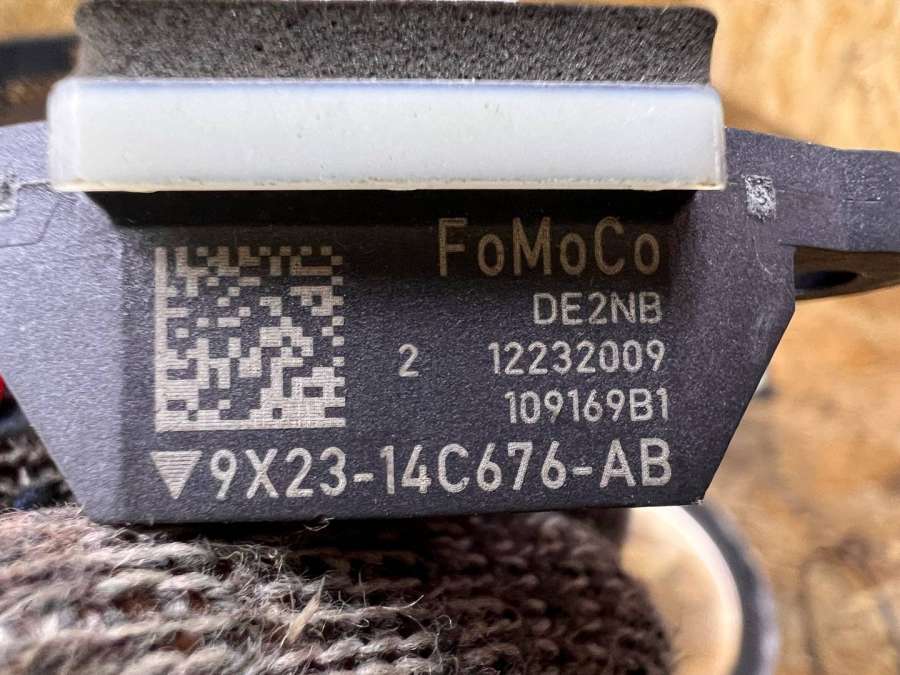 FoMoCo
DE2NB
2 12232009
109169B1
9X23-14C676-AB